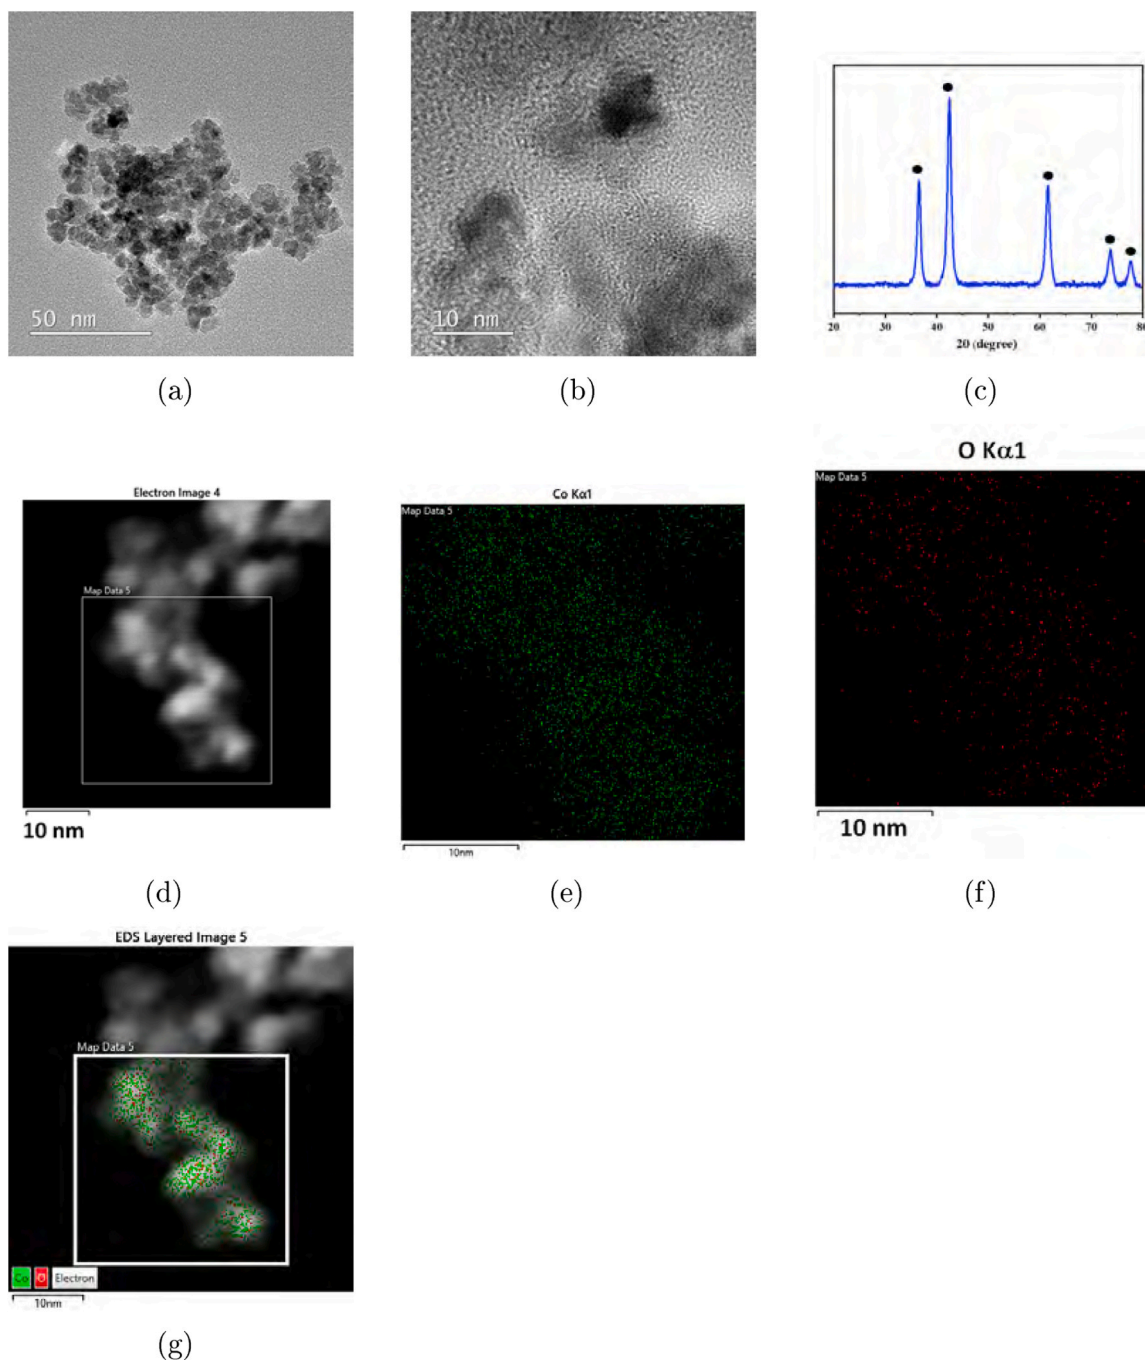 50 nm
10 nm
20 30 40 50 60 70 80
2θ (degree)
(a)
(b)
(c)
Electron Image 4
Map Data 5
10 nm
Co Kα1
Map Data 5
10nm
O Kα1
Map Data 5
10 nm
(d)
(e)
(f)
EDS Layered Image 5
Map Data 5
Co O Electron
10nm
(g)